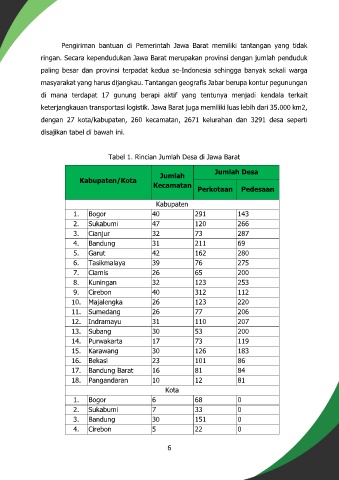 Pengiriman bantuan di Pemerintah Jawa Barat memiliki tantangan yang tidak
ringan. Secara kependudukan Jawa Barat merupakan provinsi dengan jumlah penduduk
paling besar dan provinsi terpadat kedua se-Indonesia sehingga banyak sekali warga
masyarakat yang harus dijangkau. Tantangan geografis Jabar berupa kontur pegunungan
di mana terdapat 17 gunung berapi aktif yang tentunya menjadi kendala terkait
keterjangkauan transportasi logistik. Jawa Barat juga memiliki luas lebih dari 35.000 km2,
dengan 27 kota/kabupaten, 260 kecamatan, 2671 kelurahan dan 3291 desa seperti
disajikan tabel di bawah ini.
Tabel 1. Rincian Jumlah Desa di Jawa Barat
Kabupaten/Kota Jumlah Kecamatan Jumlah Desa
Perkotaan Pedesaan
Kabupaten
1. Bogor 40 291 143
2. Sukabumi 47 120 266
3. Cianjur 32 73 287
4. Bandung 31 211 69
5. Garut 42 162 280
6. Tasikmalaya 39 76 275
7. Ciamis 26 65 200
8. Kuningan 32 123 253
9. Cirebon 40 312 112
10. Majalengka 26 123 220
11. Sumedang 26 77 206
12. Indramayu 31 110 207
13. Subang 30 53 200
14. Purwakarta 17 73 119
15. Karawang 30 126 183
16. Bekasi 23 101 86
17. Bandung Barat 16 81 84
18. Pangandaran 10 12 81
Kota
1. Bogor 6 68 0
2. Sukabumi 7 33 0
3. Bandung 30 151 0
4. Cirebon 5 22 0
6